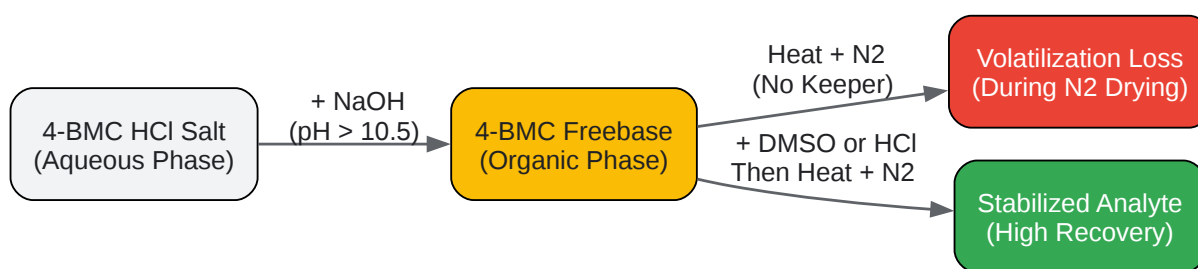 4-BMC HCl Salt
(Aqueous Phase)
+ NaOH
(pH > 10.5)
4-BMC Freebase
(Organic Phase)
Heat + N2
(No Keeper)
+ DMSO or HCl
Then Heat + N2
Volatilization Loss
(During N2 Drying)
Stabilized Analyte
(High Recovery)